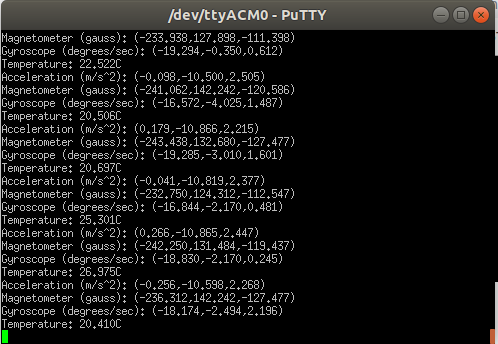 /dev/ttyACM0 - PuTTY
Magnetometer (gauss): (-233.938,127.898,-111.398)
Gyroscope (degrees/sec): (-19.294,-0.350,0.612)
Temperature: 22.522C
Acceleration (m/s^2): (-0.098,-10.500,2.505)
Magnetometer (gauss): (-241.062,142.242,-120.586)
Gyroscope (degrees/sec): (-16.572,-4.025,1.487)
Temperature: 20.506C
Acceleration (m/s^2): (0.179,-10.866,2.215)
Magnetometer (gauss): (-243.438,132.680,-127.477)
Gyroscope (degrees/sec): (-19.285,-3.010,1.601)
Temperature: 20.697C
Acceleration (m/s^2): (-0.041,-10.819,2.377)
Magnetometer (gauss): (-232.750,124.312,-112.547)
Gyroscope (degrees/sec): (-16.844,-2.170,0.481)
Temperature: 25.301C
Acceleration (m/s^2): (0.266,-10.865,2.447)
Magnetometer (gauss): (-242.250,131.484,-119.437)
Gyroscope (degrees/sec): (-18.830,-2.170,0.245)
Temperature: 26.975C
Acceleration (m/s^2): (-0.256,-10.598,2.268)
Magnetometer (gauss): (-236.312,142.242,-127.477)
Gyroscope (degrees/sec): (-18.174,-2.494,2.196)
Temperature: 20.410C